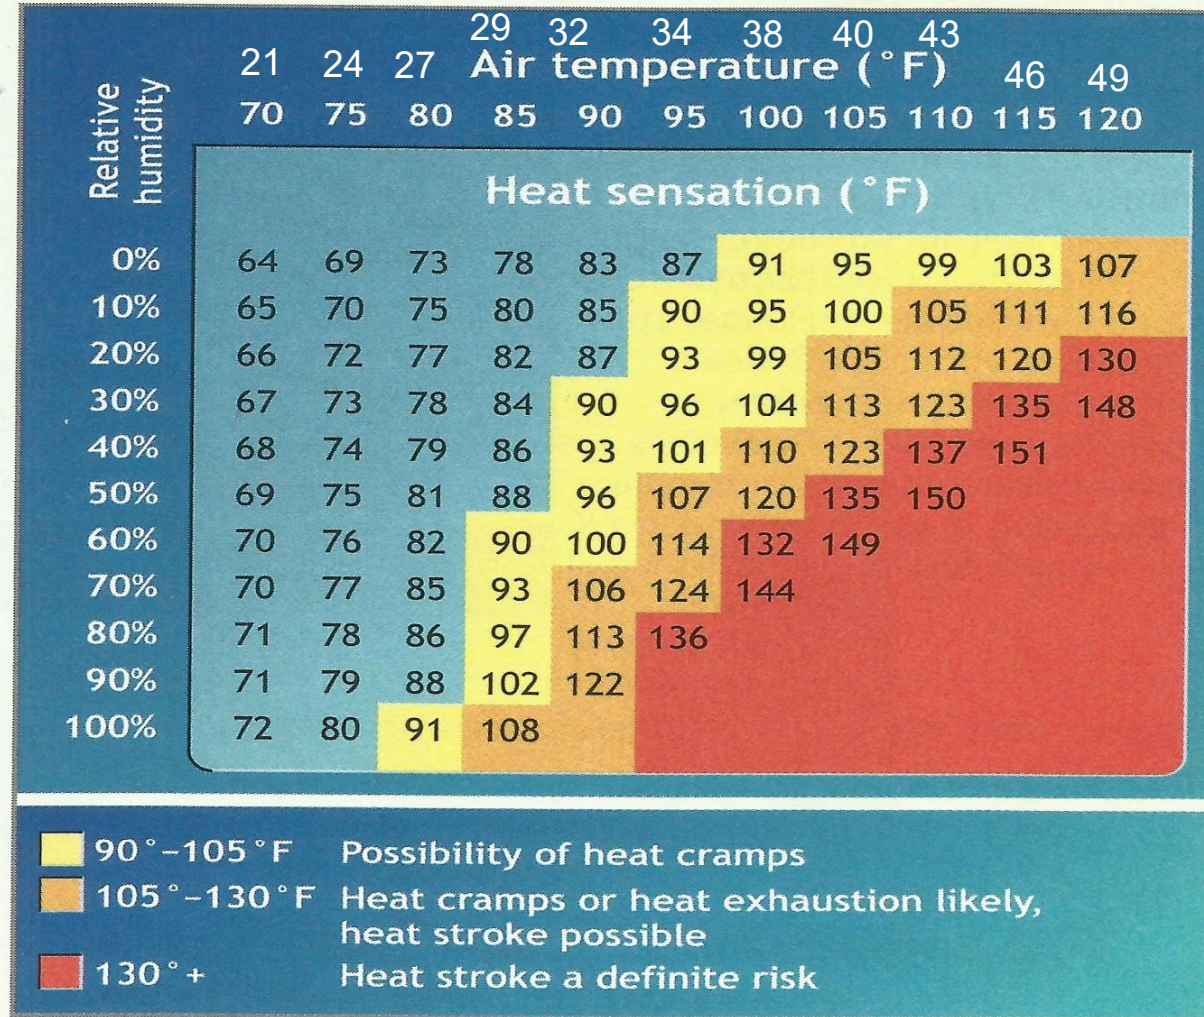 29 32 34 38 40 43
21 24 27 Air temperature (°F) 46 49
Relative humidity
70 75 80 85 90 95 100 105 110 115 120
Heat sensation (°F)
0% 64 69 73 78 83 87 91 95 99 103 107
10% 65 70 75 80 85 90 95 100 105 111 116
20% 66 72 77 82 87 93 99 105 112 120 130
30% 67 73 78 84 90 96 104 113 123 135 148
40% 68 74 79 86 93 101 110 123 137 151
50% 69 75 81 88 96 107 120 135 150
60% 70 76 82 90 100 114 132 149
70% 70 77 85 93 106 124 144
80% 71 78 86 97 113 136
90% 71 79 88 102 122
100% 72 80 91 108
90°–105°F Possibility of heat cramps
105°–130°F Heat cramps or heat exhaustion likely,
heat stroke possible
130°+ Heat stroke a definite risk